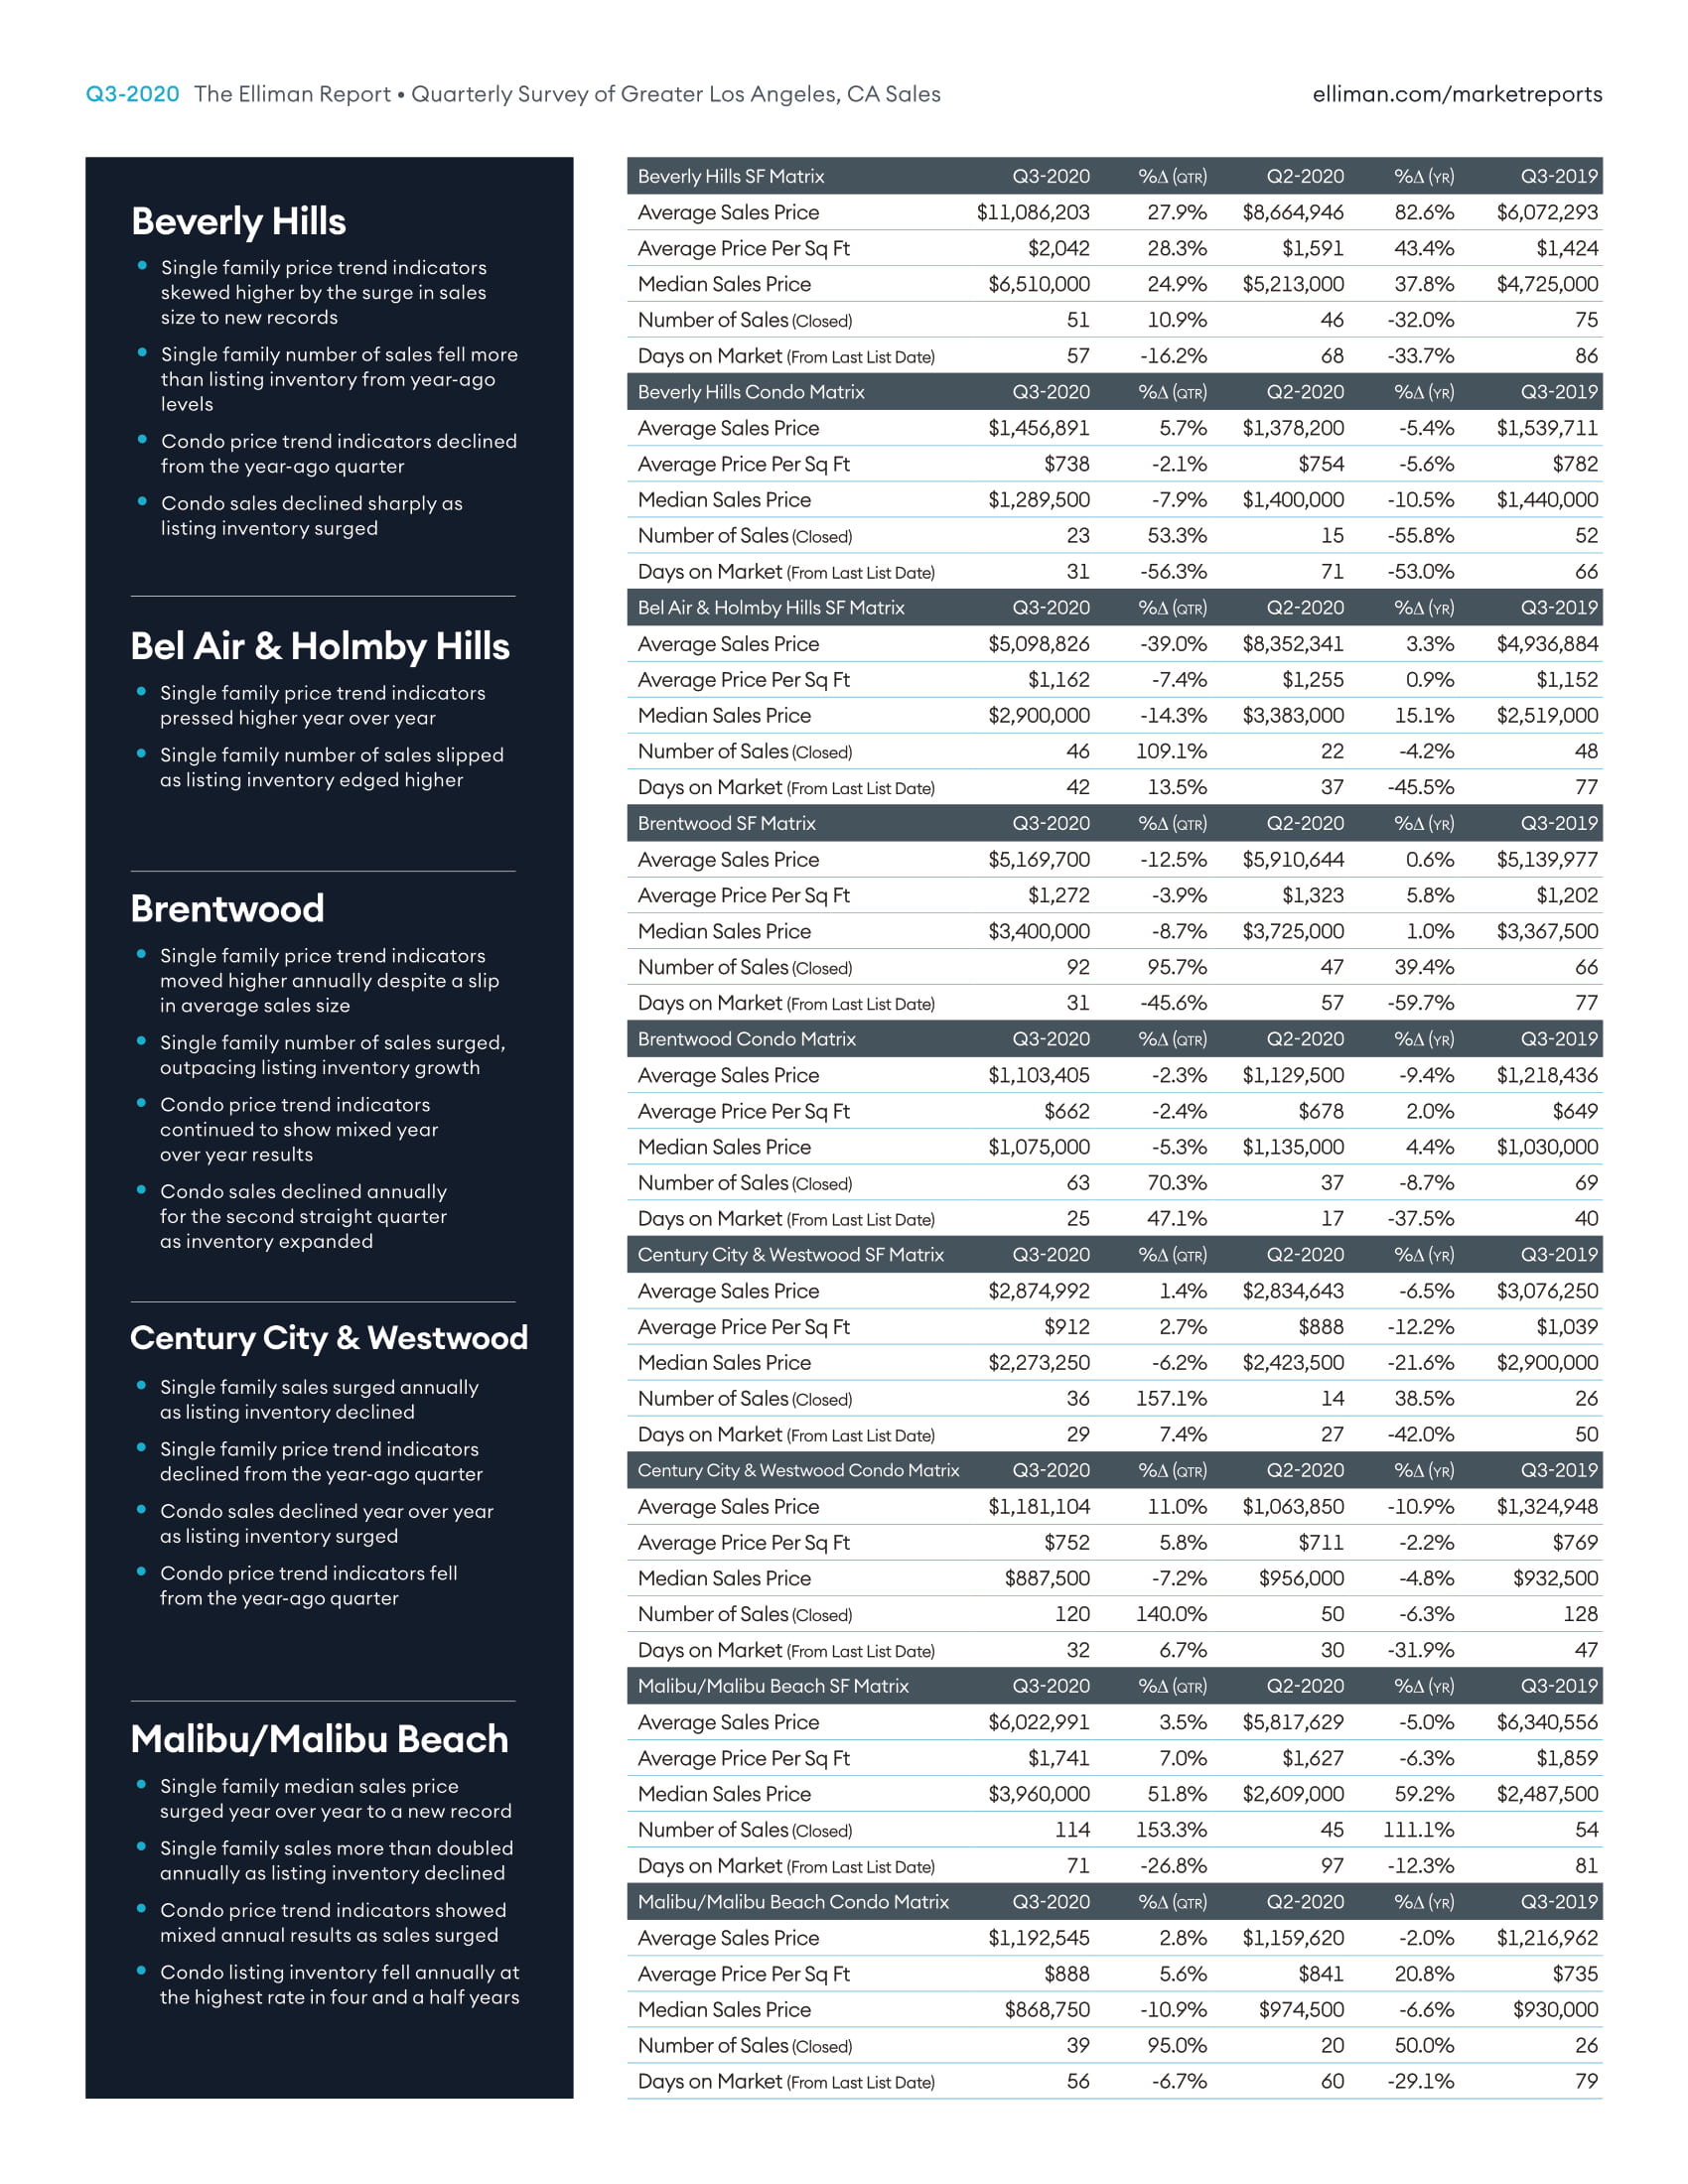 Q3-2020 The Elliman Report • Quarterly Survey of Greater Los Angeles, CA Sales
elliman.com/marketreports
Beverly Hills
• Single family price trend indicators
skewed higher by the surge in sales
size to new records
• Single family number of sales fell more
than listing inventory from year-ago
levels
• Condo price trend indicators declined
from the year-ago quarter
• Condo sales declined sharply as
listing inventory surged
Bel Air & Holmby Hills
• Single family price trend indicators
pressed higher year over year
• Single family number of sales slipped
as listing inventory edged higher
Brentwood
• Single family price trend indicators
moved higher annually despite a slip
in average sales size
• Single family number of sales surged,
outpacing listing inventory growth
• Condo price trend indicators
continued to show mixed year
over year results
• Condo sales declined annually
for the second straight quarter
as inventory expanded
Century City & Westwood
• Single family sales surged annually
as listing inventory declined
• Single family price trend indicators
declined from the year-ago quarter
• Condo sales declined year over year
as listing inventory surged
• Condo price trend indicators fell
from the year-ago quarter
Malibu/Malibu Beach
• Single family median sales price
surged year over year to a new record
• Single family sales more than doubled
annually as listing inventory declined
• Condo price trend indicators showed
mixed annual results as sales surged
• Condo listing inventory fell annually at
the highest rate in four and a half years
Beverly Hills SF Matrix Q3-2020 %∆ (QTR) Q2-2020 %∆ (YR) Q3-2019
Average Sales Price $11,086,203 27.9% $8,664,946 82.6% $6,072,293
Average Price Per Sq Ft $2,042 28.3% $1,591 43.4% $1,424
Median Sales Price $6,510,000 24.9% $5,213,000 37.8% $4,725,000
Number of Sales (Closed) 51 10.9% 46 -32.0% 75
Days on Market (From Last List Date) 57 -16.2% 68 -33.7% 86
Beverly Hills Condo Matrix Q3-2020 %∆ (QTR) Q2-2020 %∆ (YR) Q3-2019
Average Sales Price $1,456,891 5.7% $1,378,200 -5.4% $1,539,711
Average Price Per Sq Ft $738 -2.1% $754 -5.6% $782
Median Sales Price $1,289,500 -7.9% $1,400,000 -10.5% $1,440,000
Number of Sales (Closed) 23 53.3% 15 -55.8% 52
Days on Market (From Last List Date) 31 -56.3% 71 -53.0% 66
Bel Air & Holmby Hills SF Matrix Q3-2020 %∆ (QTR) Q2-2020 %∆ (YR) Q3-2019
Average Sales Price $5,098,826 -39.0% $8,352,341 3.3% $4,936,884
Average Price Per Sq Ft $1,162 -7.4% $1,255 0.9% $1,152
Median Sales Price $2,900,000 -14.3% $3,383,000 15.1% $2,519,000
Number of Sales (Closed) 46 109.1% 22 -4.2% 48
Days on Market (From Last List Date) 42 13.5% 37 -45.5% 77
Brentwood SF Matrix Q3-2020 %∆ (QTR) Q2-2020 %∆ (YR) Q3-2019
Average Sales Price $5,169,700 -12.5% $5,910,644 0.6% $5,139,977
Average Price Per Sq Ft $1,272 -3.9% $1,323 5.8% $1,202
Median Sales Price $3,400,000 -8.7% $3,725,000 1.0% $3,367,500
Number of Sales (Closed) 92 95.7% 47 39.4% 66
Days on Market (From Last List Date) 31 -45.6% 57 -59.7% 77
Brentwood Condo Matrix Q3-2020 %∆ (QTR) Q2-2020 %∆ (YR) Q3-2019
Average Sales Price $1,103,405 -2.3% $1,129,500 -9.4% $1,218,436
Average Price Per Sq Ft $662 -2.4% $678 2.0% $649
Median Sales Price $1,075,000 -5.3% $1,135,000 4.4% $1,030,000
Number of Sales (Closed) 63 70.3% 37 -8.7% 69
Days on Market (From Last List Date) 25 47.1% 17 -37.5% 40
Century City & Westwood SF Matrix Q3-2020 %∆ (QTR) Q2-2020 %∆ (YR) Q3-2019
Average Sales Price $2,874,992 1.4% $2,834,643 -6.5% $3,076,250
Average Price Per Sq Ft $912 2.7% $888 -12.2% $1,039
Median Sales Price $2,273,250 -6.2% $2,423,500 -21.6% $2,900,000
Number of Sales (Closed) 36 157.1% 14 38.5% 26
Days on Market (From Last List Date) 29 7.4% 27 -42.0% 50
Century City & Westwood Condo Matrix Q3-2020 %∆ (QTR) Q2-2020 %∆ (YR) Q3-2019
Average Sales Price $1,181,104 11.0% $1,063,850 -10.9% $1,324,948
Average Price Per Sq Ft $752 5.8% $711 -2.2% $769
Median Sales Price $887,500 -7.2% $956,000 -4.8% $932,500
Number of Sales (Closed) 120 140.0% 50 -6.3% 128
Days on Market (From Last List Date) 32 6.7% 30 -31.9% 47
Malibu/Malibu Beach SF Matrix Q3-2020 %∆ (QTR) Q2-2020 %∆ (YR) Q3-2019
Average Sales Price $6,022,991 3.5% $5,817,629 -5.0% $6,340,556
Average Price Per Sq Ft $1,741 7.0% $1,627 -6.3% $1,859
Median Sales Price $3,960,000 51.8% $2,609,000 59.2% $2,487,500
Number of Sales (Closed) 114 153.3% 45 111.1% 54
Days on Market (From Last List Date) 71 -26.8% 97 -12.3% 81
Malibu/Malibu Beach Condo Matrix Q3-2020 %∆ (QTR) Q2-2020 %∆ (YR) Q3-2019
Average Sales Price $1,192,545 2.8% $1,159,620 -2.0% $1,216,962
Average Price Per Sq Ft $888 5.6% $841 20.8% $735
Median Sales Price $868,750 -10.9% $974,500 -6.6% $930,000
Number of Sales (Closed) 39 95.0% 20 50.0% 26
Days on Market (From Last List Date) 56 -6.7% 60 -29.1% 79